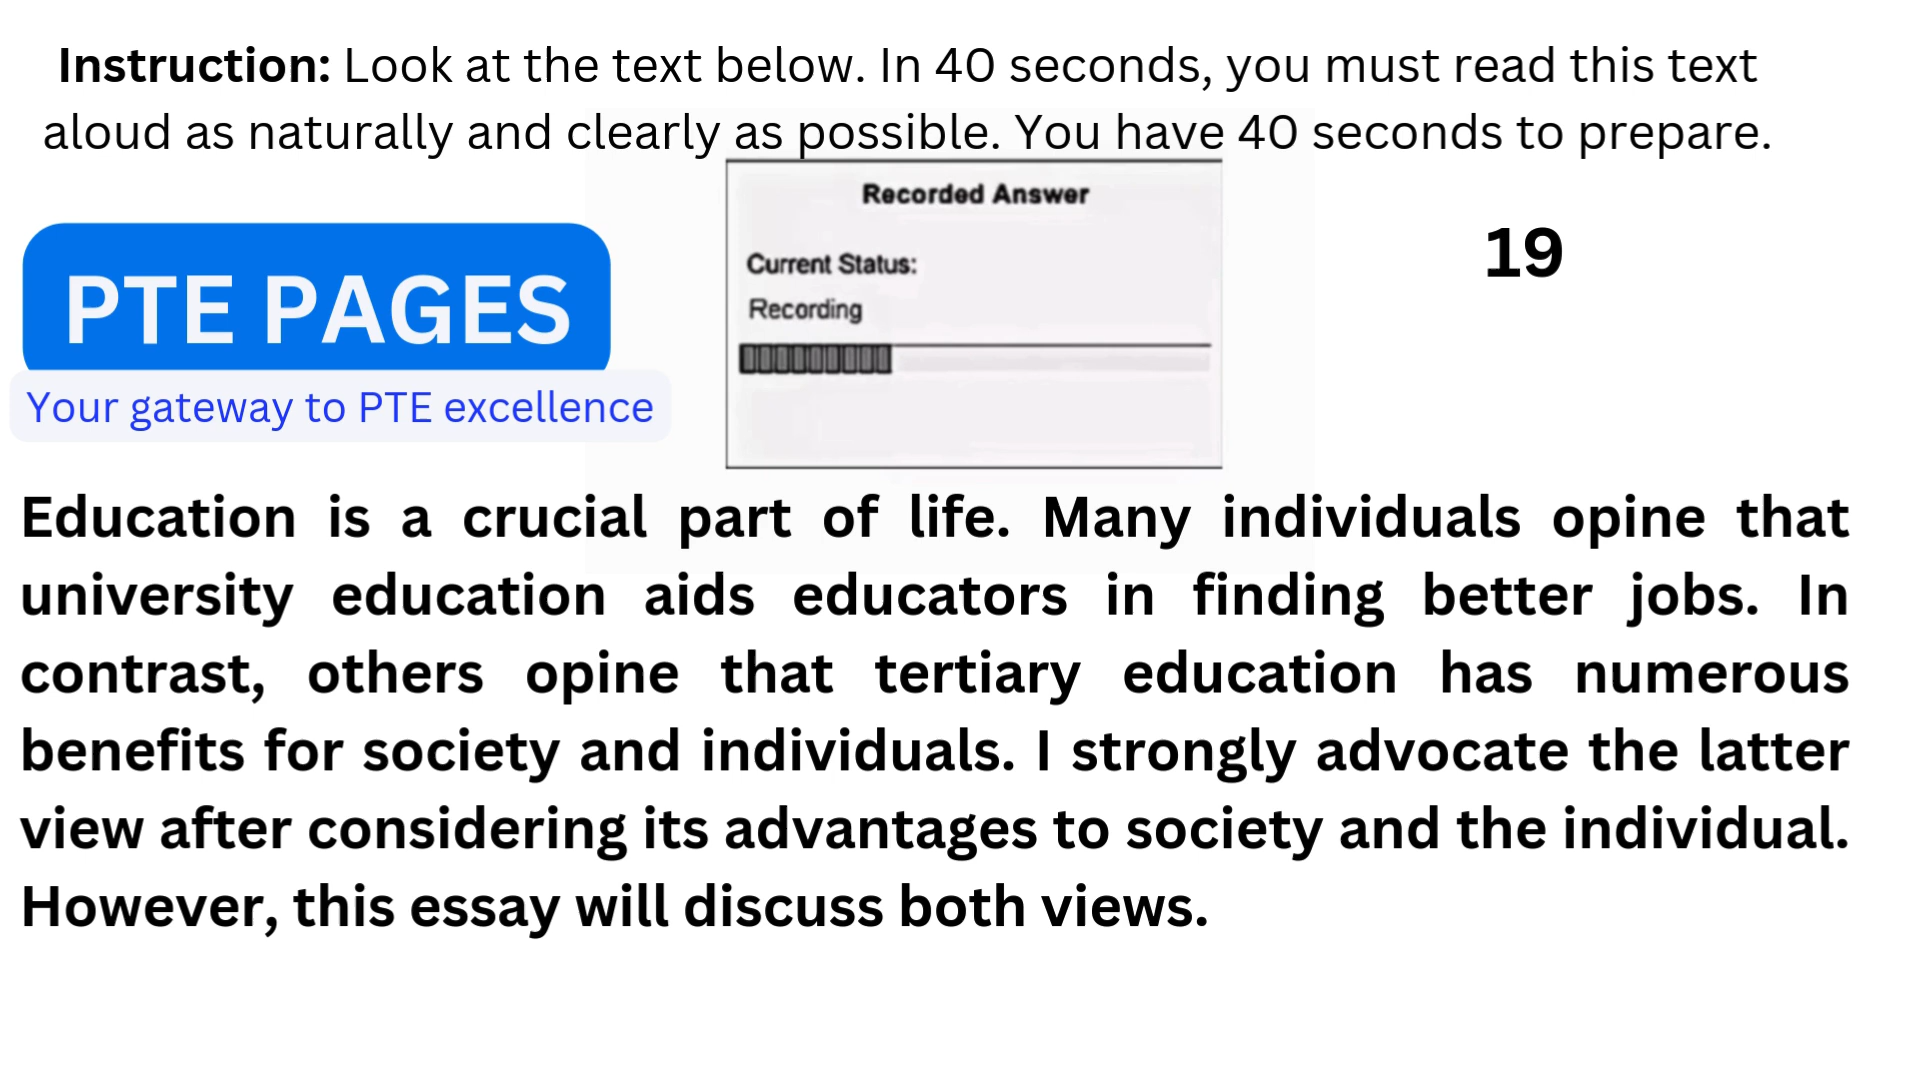 Instruction: Look at the text below. In 40 seconds, you must read this text
aloud as naturally and clearly as possible. You have 40 seconds to prepare.
Recorded Answer
Current Status:
Recording
19
PTE PAGES
Your gateway to PTE excellence
Education is a crucial part of life. Many individuals opine that
university education aids educators in finding better jobs. In
contrast, others opine that tertiary education has numerous
benefits for society and individuals. I strongly advocate the latter
view after considering its advantages to society and the individual.
However, this essay will discuss both views.